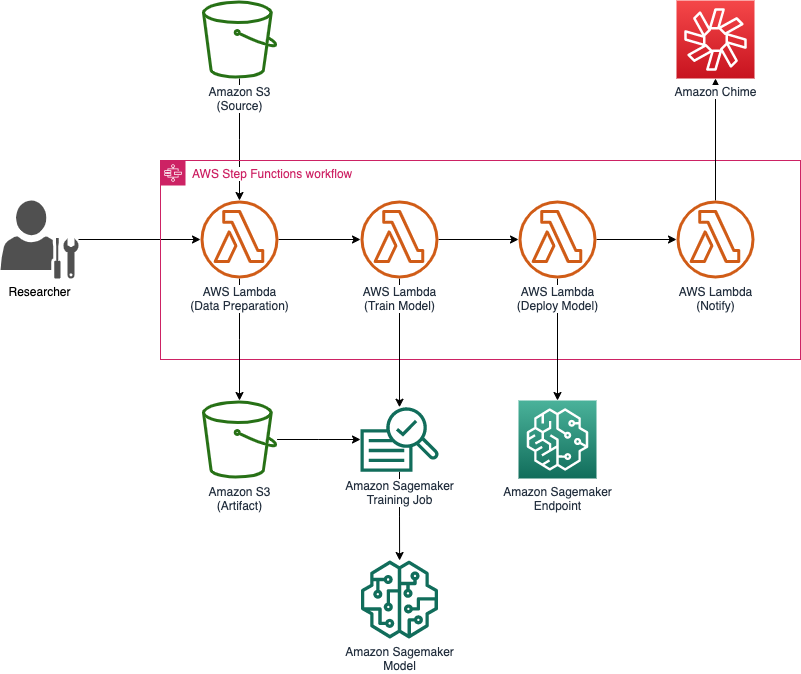 Amazon S3
(Source)
Amazon Chime
AWS Step Functions workflow
Researcher
AWS Lambda
(Data Preparation)
AWS Lambda
(Train Model)
AWS Lambda
(Deploy Model)
AWS Lambda
(Notify)
Amazon S3
(Artifact)
Amazon Sagemaker
Training Job
Amazon Sagemaker
Endpoint
Amazon Sagemaker
Model